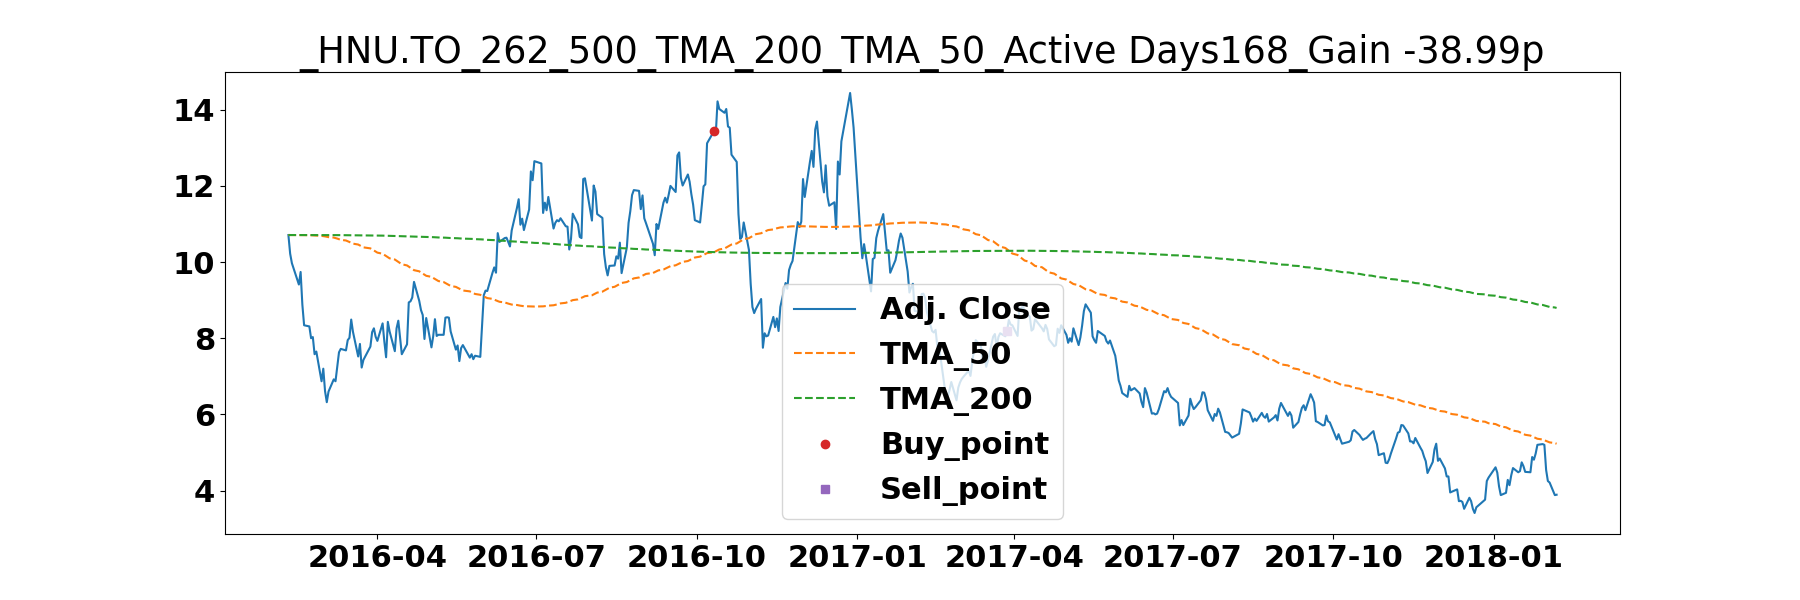 _HNU.TO_262_500_TMA_200_TMA_50_Active Days168_Gain -38.99p
14
12
10
8
6
4
Adj. Close
TMA_50
TMA_200
Buy_point
Sell_point
2016-04 2016-07 2016-10 2017-01 2017-04 2017-07 2017-10 2018-01